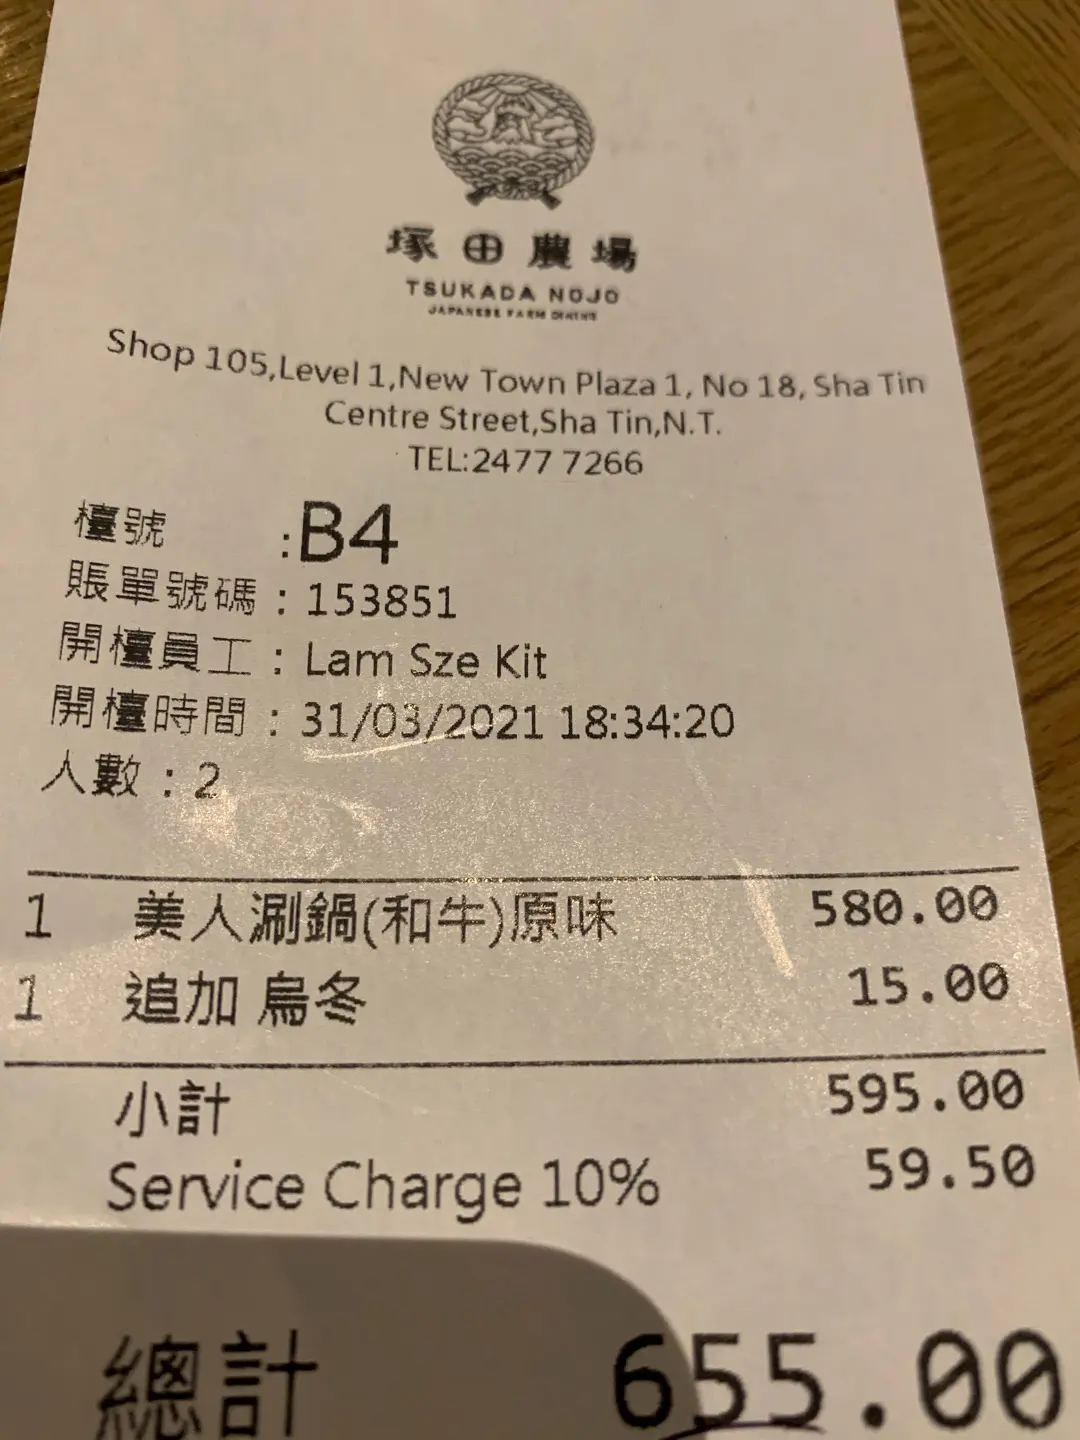 塚田農場
TSUKADA NOJO
JAPANESE FARM DINING
Shop 105,Level 1,New Town Plaza 1, No 18, Sha Tin
Centre Street,Sha Tin,N.T.
TEL:2477 7266
檯號 :B4
賬單號碼 : 153851
開檯員工 : Lam Sze Kit
開檯時間 : 31/03/2021 18:34:20
人數 : 2
1 美人涮鍋(和牛)原味 580.00
1 追加 烏冬 15.00
小計 595.00
Service Charge 10% 59.50
總計 655.00